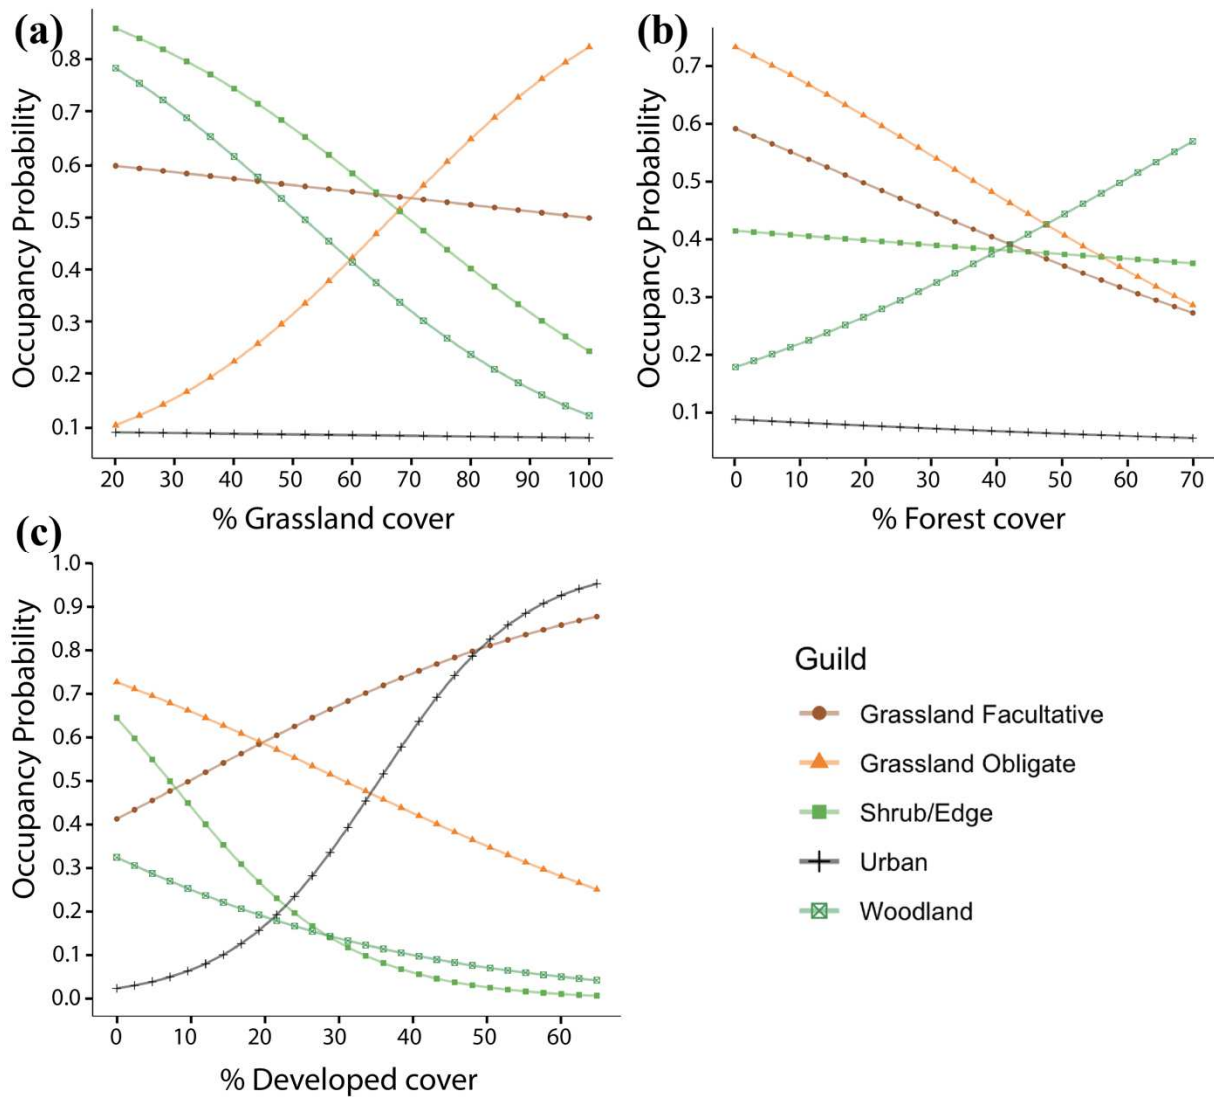 (a)
Occupancy Probability
0.8
0.7
0.6
0.5
0.4
0.3
0.2
0.1
20 30 40 50 60 70 80 90 100
% Grassland cover
(b)
Occupancy Probability
0.7
0.6
0.5
0.4
0.3
0.2
0.1
0 10 20 30 40 50 60 70
% Forest cover
(c)
Occupancy Probability
1.0
0.9
0.8
0.7
0.6
0.5
0.4
0.3
0.2
0.1
0.0
0 10 20 30 40 50 60
% Developed cover
Guild
Grassland Facultative
Grassland Obligate
Shrub/Edge
Urban
Woodland